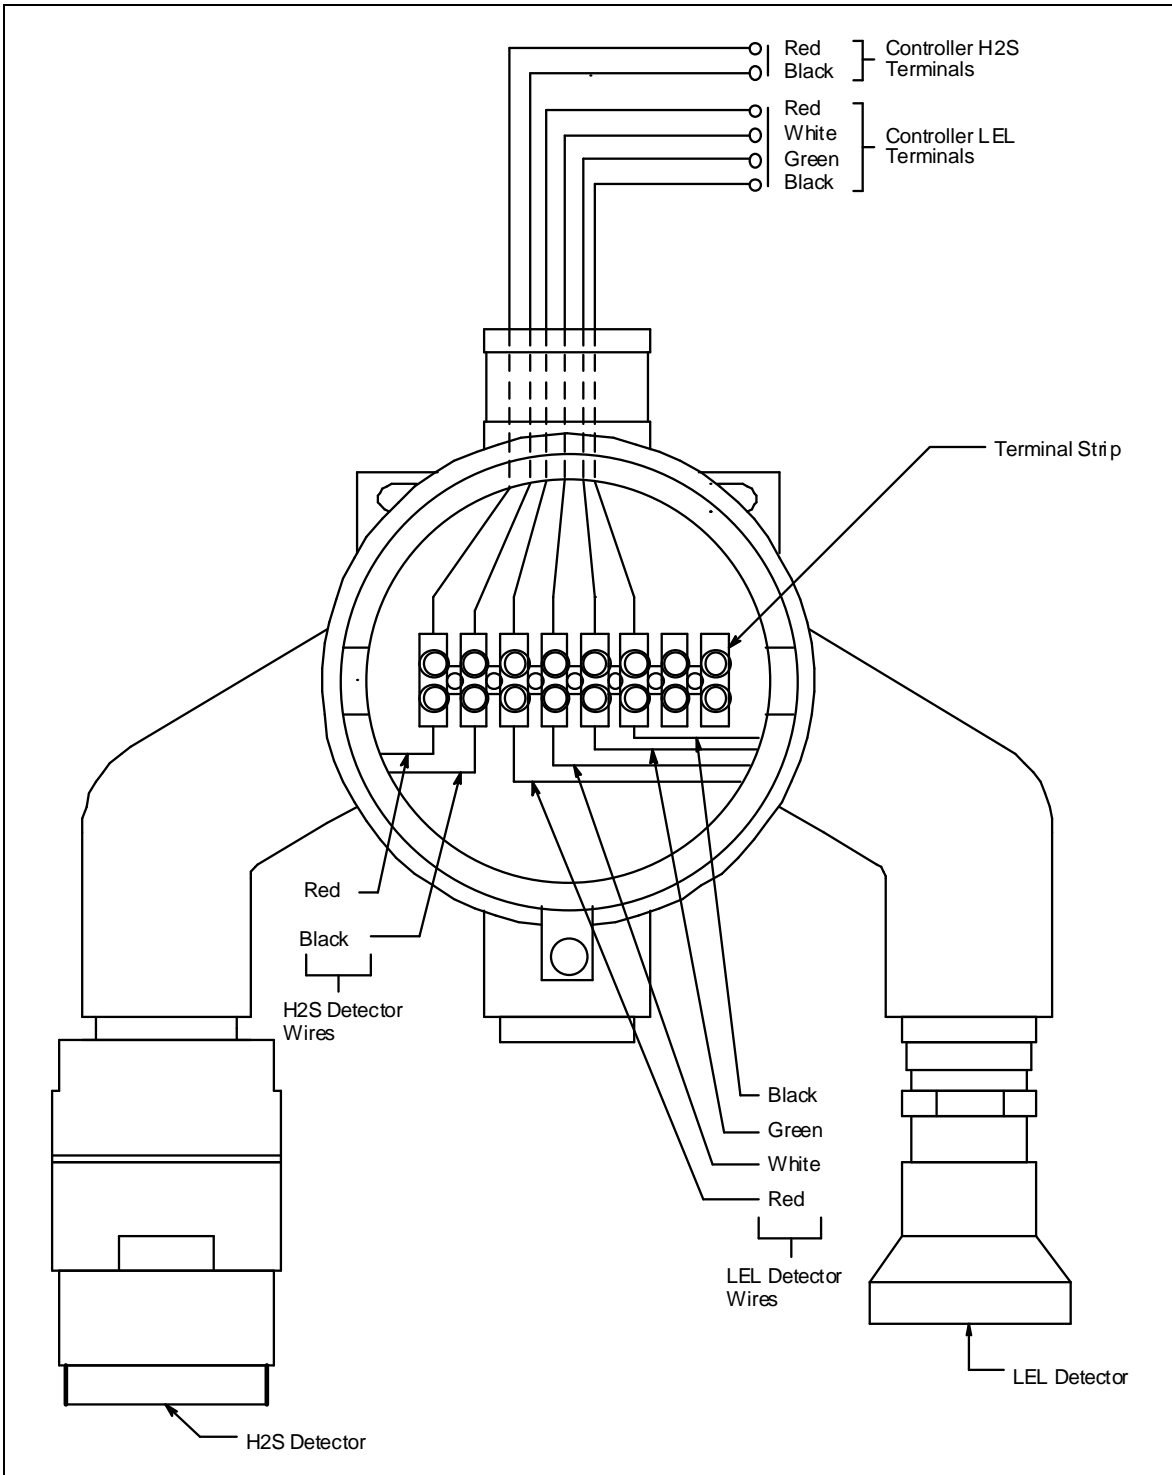 Red
Black
Controller H2S
Terminals
Red
White
Green
Black
Controller LEL
Terminals
Terminal Strip
Red
Black
H2S Detector
Wires
Black
Green
White
Red
LEL Detector
Wires
LEL Detector
H2S Detector